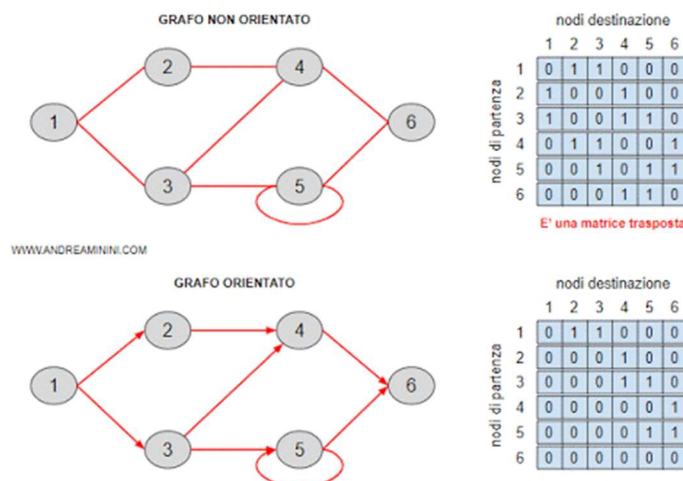 GRAFO NON ORIENTATO
2
4
1
6
3
5
nodi destinazione
1 2 3 4 5 6
nodi di partenza
1 0 1 1 0 0 0
2 1 0 0 1 0 0
3 1 0 0 1 1 0
4 0 1 1 0 0 1
5 0 0 1 0 1 1
6 0 0 0 1 1 0
E' una matrice trasposta
WWW.ANDREAMININI.COM
GRAFO ORIENTATO
2
4
1
6
3
5
nodi destinazione
1 2 3 4 5 6
nodi di partenza
1 0 1 1 0 0 0
2 0 0 0 1 0 0
3 0 0 0 1 1 0
4 0 0 0 0 0 1
5 0 0 0 0 1 1
6 0 0 0 0 0 0